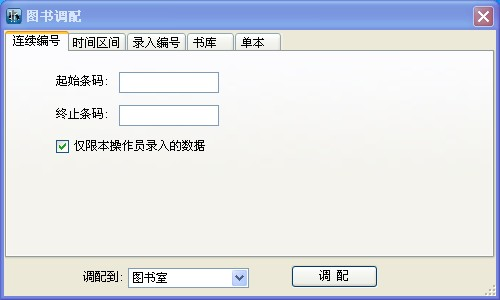 图书调配
连续编号 时间区间 录入编号 书库 单本
起始条码:
终止条码:
仅限本操作员录入的数据
调配到: 图书室 调 配